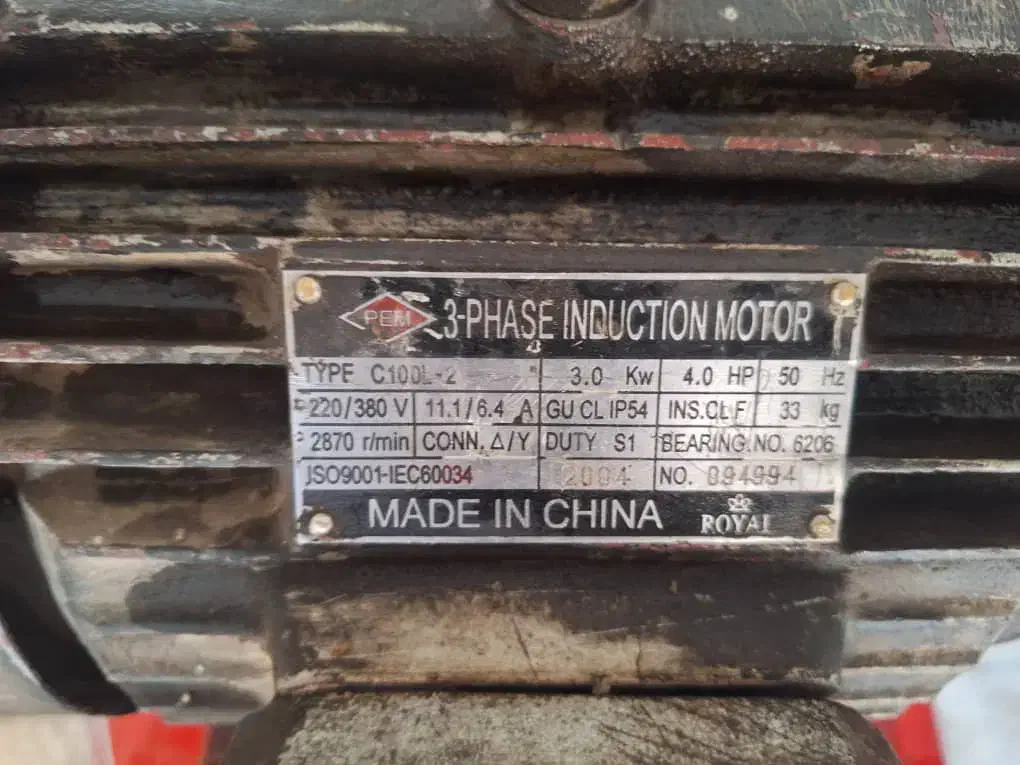 PEM 3-PHASE INDUCTION MOTOR
TYPE C100L-2 3.0 Kw 4.0 HP 50 Hz
220/380 V 11.1/6.4 A GU CL IP54 INS.CL F 33 kg
2870 r/min CONN. Δ/Y DUTY S1 BEARING.NO. 6206
ISO9001-IEC60034 2004 NO. 094994
MADE IN CHINA ROYAL